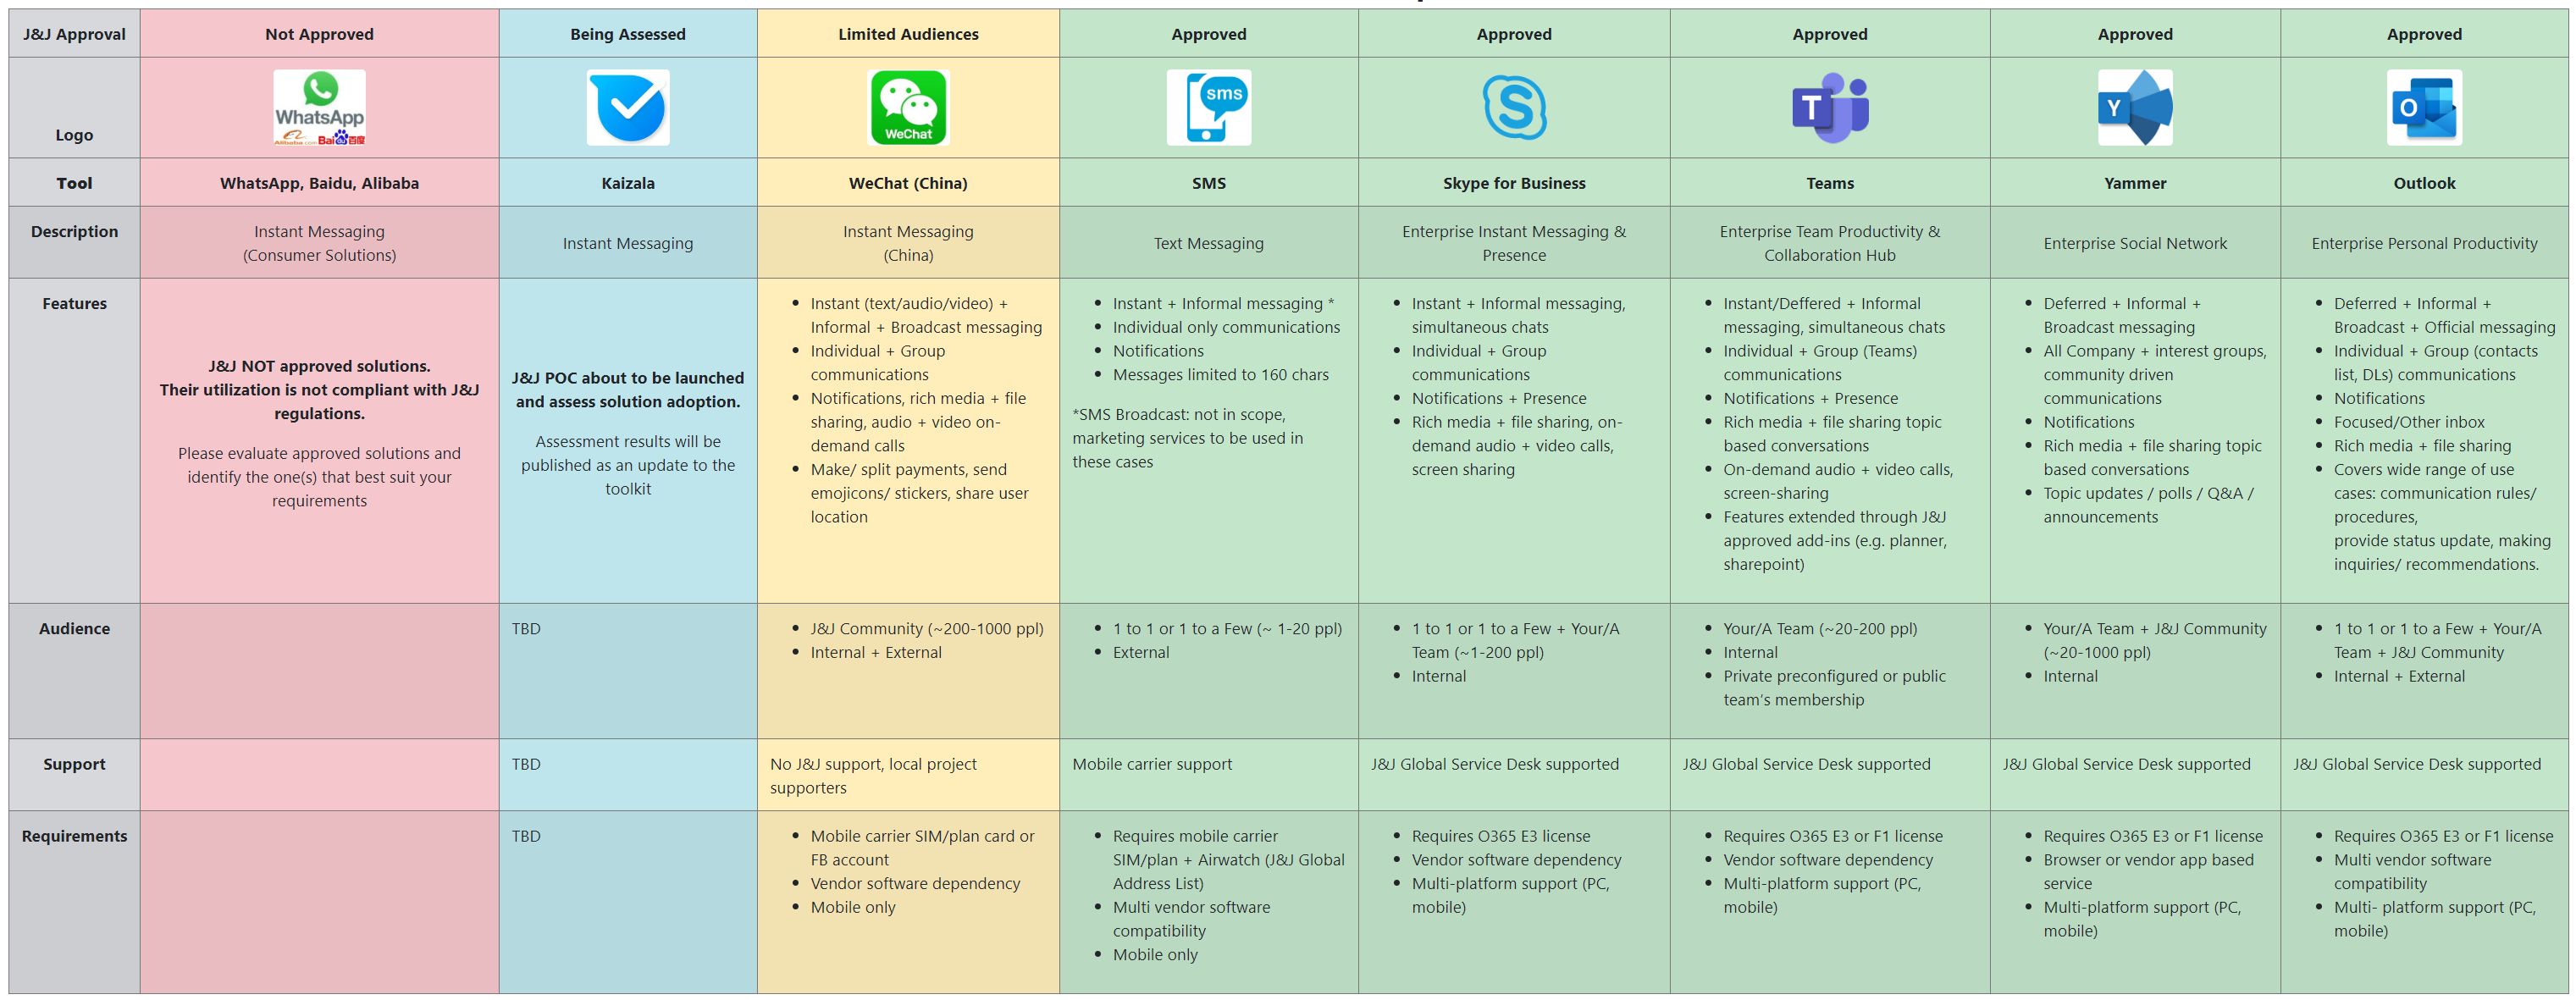 J&J Approval
Not Approved
Being Assessed
Limited Audiences
Approved
Approved
Approved
Approved
Approved
Logo
WhatsApp
Alibaba.com Bai百度
WeChat
sms
S
T
Y
O
Tool
WhatsApp, Baidu, Alibaba
Kaizala
WeChat (China)
SMS
Skype for Business
Teams
Yammer
Outlook
Description
Instant Messaging
(Consumer Solutions)
Instant Messaging
Instant Messaging
(China)
Text Messaging
Enterprise Instant Messaging &
Presence
Enterprise Team Productivity &
Collaboration Hub
Enterprise Social Network
Enterprise Personal Productivity
Features
J&J NOT approved solutions.
Their utilization is not compliant with J&J
regulations.
Please evaluate approved solutions and
identify the one(s) that best suit your
requirements
J&J POC about to be launched
and assess solution adoption.
Assessment results will be
published as an update to the
toolkit
• Instant (text/audio/video) +
Informal + Broadcast messaging
• Individual + Group
communications
• Notifications, rich media + file
sharing, audio + video on-
demand calls
• Make/ split payments, send
emojicons/ stickers, share user
location
• Instant + Informal messaging *
• Individual only communications
• Notifications
• Messages limited to 160 chars
*SMS Broadcast: not in scope,
marketing services to be used in
these cases
• Instant + Informal messaging,
simultaneous chats
• Individual + Group
communications
• Notifications + Presence
• Rich media + file sharing, on-
demand audio + video calls,
screen sharing
• Instant/Deffered + Informal
messaging, simultaneous chats
• Individual + Group (Teams)
communications
• Notifications + Presence
• Rich media + file sharing topic
based conversations
• On-demand audio + video calls,
screen-sharing
• Features extended through J&J
approved add-ins (e.g. planner,
sharepoint)
• Deferred + Informal +
Broadcast messaging
• All Company + interest groups,
community driven
communications
• Notifications
• Rich media + file sharing topic
based conversations
• Topic updates / polls / Q&A /
announcements
• Deferred + Informal +
Broadcast + Official messaging
• Individual + Group (contacts
list, DLs) communications
• Notifications
• Focused/Other inbox
• Rich media + file sharing
• Covers wide range of use
cases: communication rules/
procedures,
provide status update, making
inquiries/ recommendations.
Audience
TBD
• J&J Community (~200-1000 ppl)
• Internal + External
• 1 to 1 or 1 to a Few (~ 1-20 ppl)
• External
• 1 to 1 or 1 to a Few + Your/A
Team (~1-200 ppl)
• Internal
• Your/A Team (~20-200 ppl)
• Internal
• Private preconfigured or public
team's membership
• Your/A Team + J&J Community
(~20-1000 ppl)
• Internal
• 1 to 1 or 1 to a Few + Your/A
Team + J&J Community
• Internal + External
Support
TBD
No J&J support, local project
supporters
Mobile carrier support
J&J Global Service Desk supported
J&J Global Service Desk supported
J&J Global Service Desk supported
J&J Global Service Desk supported
Requirements
TBD
• Mobile carrier SIM/plan card or
FB account
• Vendor software dependency
• Mobile only
• Requires mobile carrier
SIM/plan + Airwatch (J&J Global
Address List)
• Multi vendor software
compatibility
• Mobile only
• Requires O365 E3 license
• Vendor software dependency
• Multi-platform support (PC,
mobile)
• Requires O365 E3 or F1 license
• Vendor software dependency
• Multi-platform support (PC,
mobile)
• Requires O365 E3 or F1 license
• Browser or vendor app based
service
• Multi-platform support (PC,
mobile)
• Requires O365 E3 or F1 license
• Multi vendor software
compatibility
• Multi- platform support (PC,
mobile)